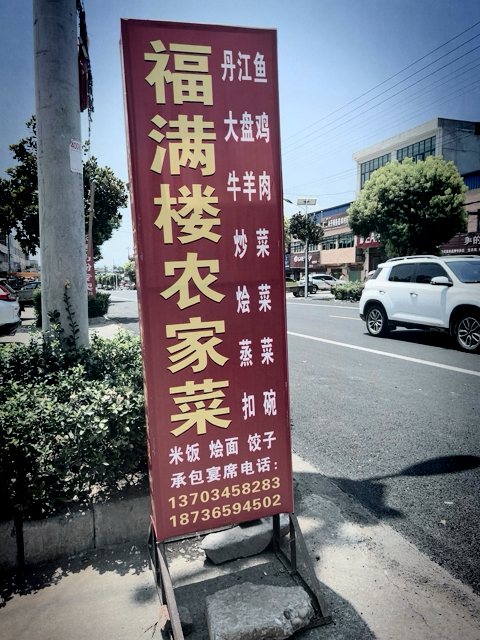 福满楼农家菜
丹江鱼
大盘鸡
牛羊肉
炒菜
烩菜
蒸菜
扣碗
米饭 烩面 饺子
承包宴席电话:
13703458283
18736594502